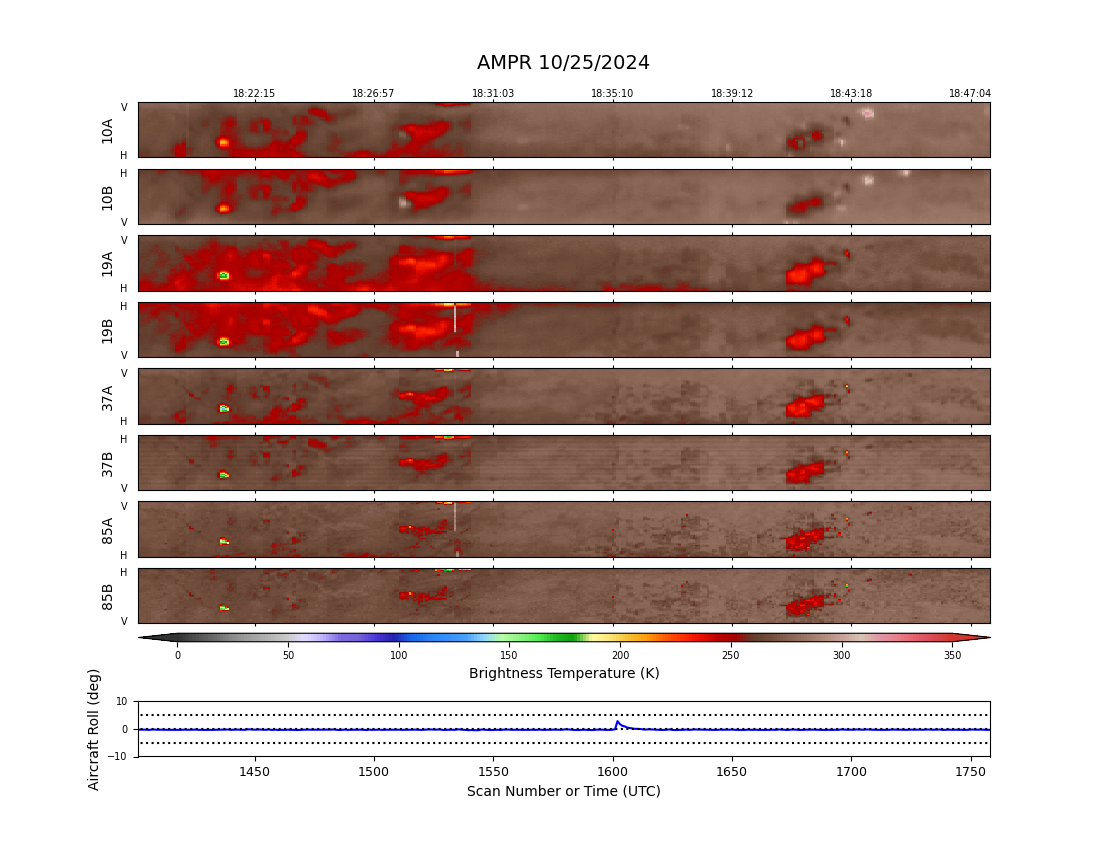 AMPR 10/25/2024
18:22:15 18:26:57 18:31:03 18:35:10 18:39:12 18:43:18 18:47:04
V
10A
H
H
10B
V
V
19A
H
H
19B
V
V
37A
H
H
37B
V
V
85A
H
H
85B
V
0 50 100 150 200 250 300 350
Brightness Temperature (K)
Aircraft Roll (deg)
10
0
−10
1450 1500 1550 1600 1650 1700 1750
Scan Number or Time (UTC)